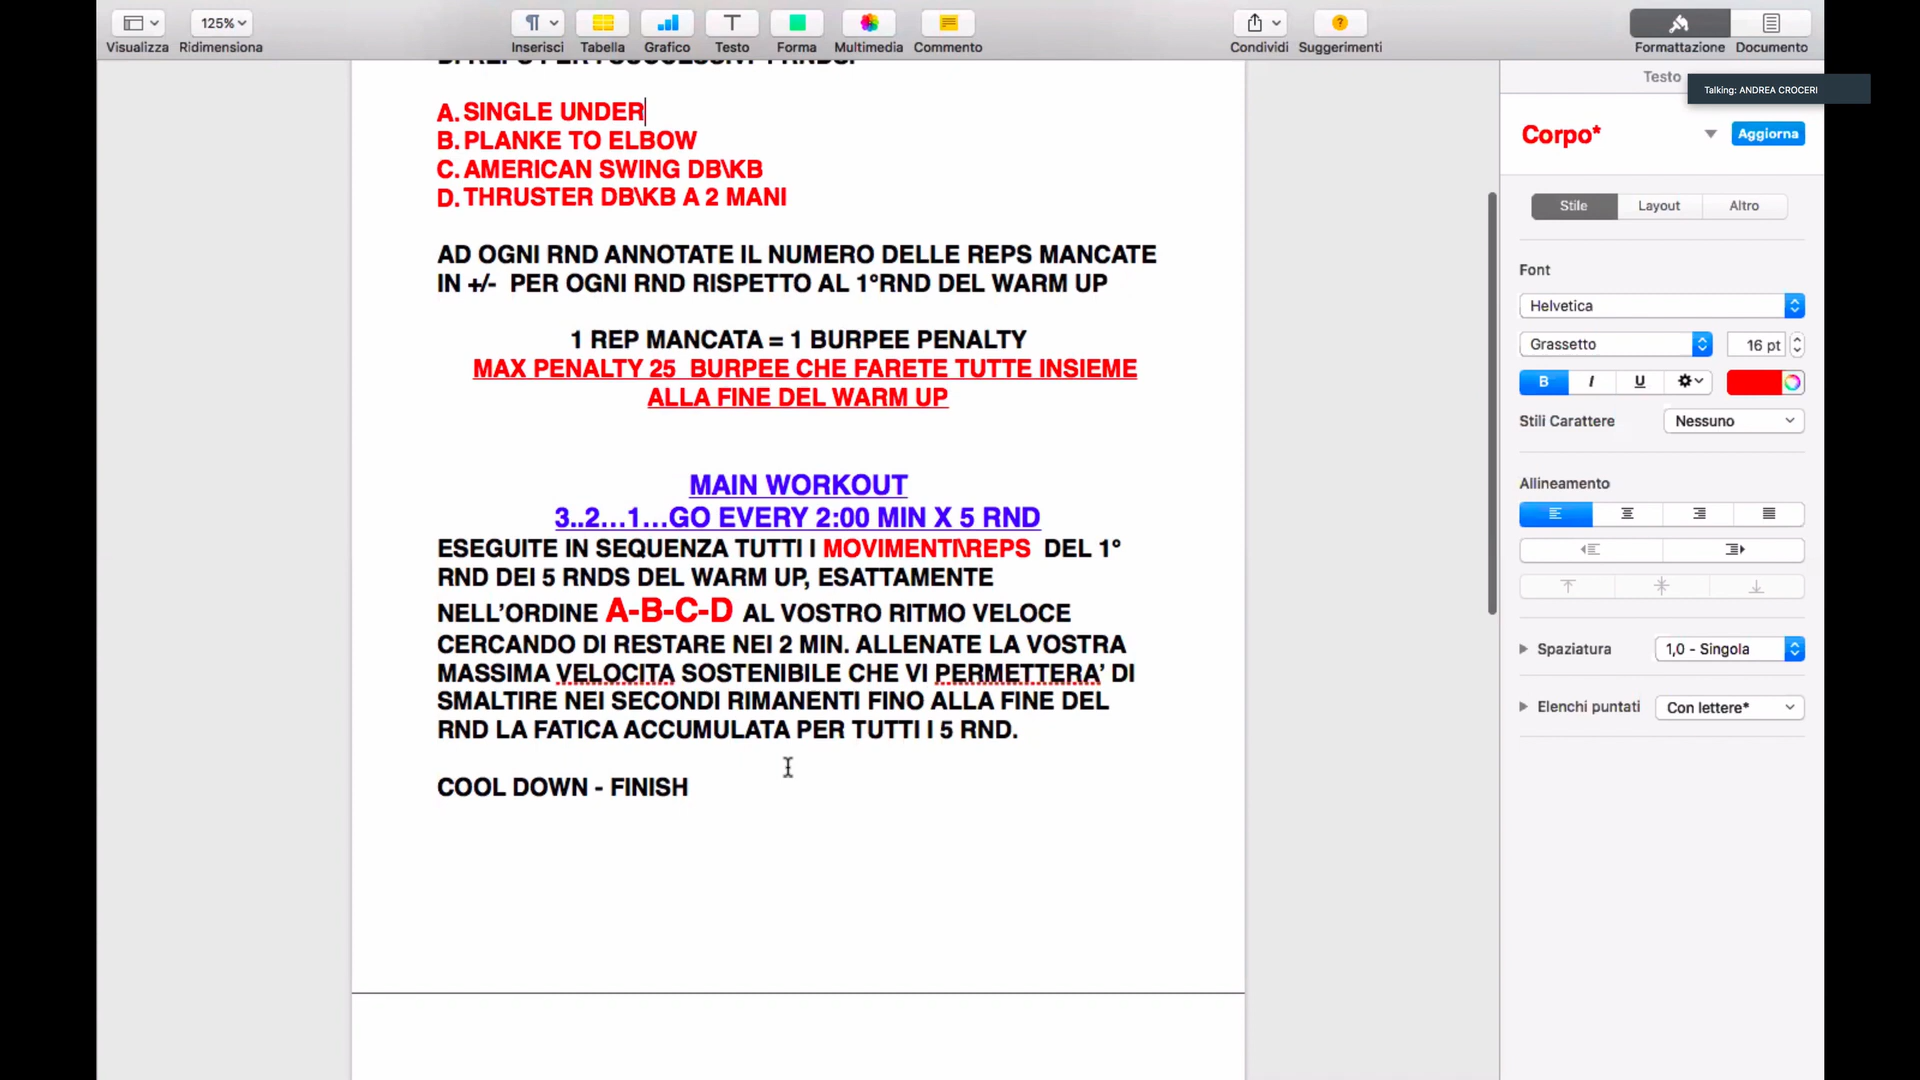 125%
Visualizza
Ridimensiona
Inserisci
Tabella
Grafico
Testo
Forma
Multimedia
Commento
Condividi
Suggerimenti
Formattazione
Documento
Testo
Talking: ANDREA CROCERI
A. SINGLE UNDER
B. PLANKE TO ELBOW
C. AMERICAN SWING DB\KB
D. THRUSTER DB\KB A 2 MANI
AD OGNI RND ANNOTATE IL NUMERO DELLE REPS MANCATE
IN +/- PER OGNI RND RISPETTO AL 1°RND DEL WARM UP
1 REP MANCATA = 1 BURPEE PENALTY
MAX PENALTY 25 BURPEE CHE FARETE TUTTE INSIEME
ALLA FINE DEL WARM UP
MAIN WORKOUT
3..2...1...GO EVERY 2:00 MIN X 5 RND
ESEGUITE IN SEQUENZA TUTTI I MOVIMENTI\REPS DEL 1°
RND DEI 5 RNDS DEL WARM UP, ESATTAMENTE
NELL'ORDINE A-B-C-D AL VOSTRO RITMO VELOCE
CERCANDO DI RESTARE NEI 2 MIN. ALLENATE LA VOSTRA
MASSIMA VELOCITA SOSTENIBILE CHE VI PERMETTERA' DI
SMALTIRE NEI SECONDI RIMANENTI FINO ALLA FINE DEL
RND LA FATICA ACCUMULATA PER TUTTI I 5 RND.
COOL DOWN - FINISH
Corpo*
Aggiorna
Stile
Layout
Altro
Font
Helvetica
Grassetto
16 pt
B
I
U
Stili Carattere
Nessuno
Allineamento
Spaziatura
1,0 - Singola
Elenchi puntati
Con lettere*